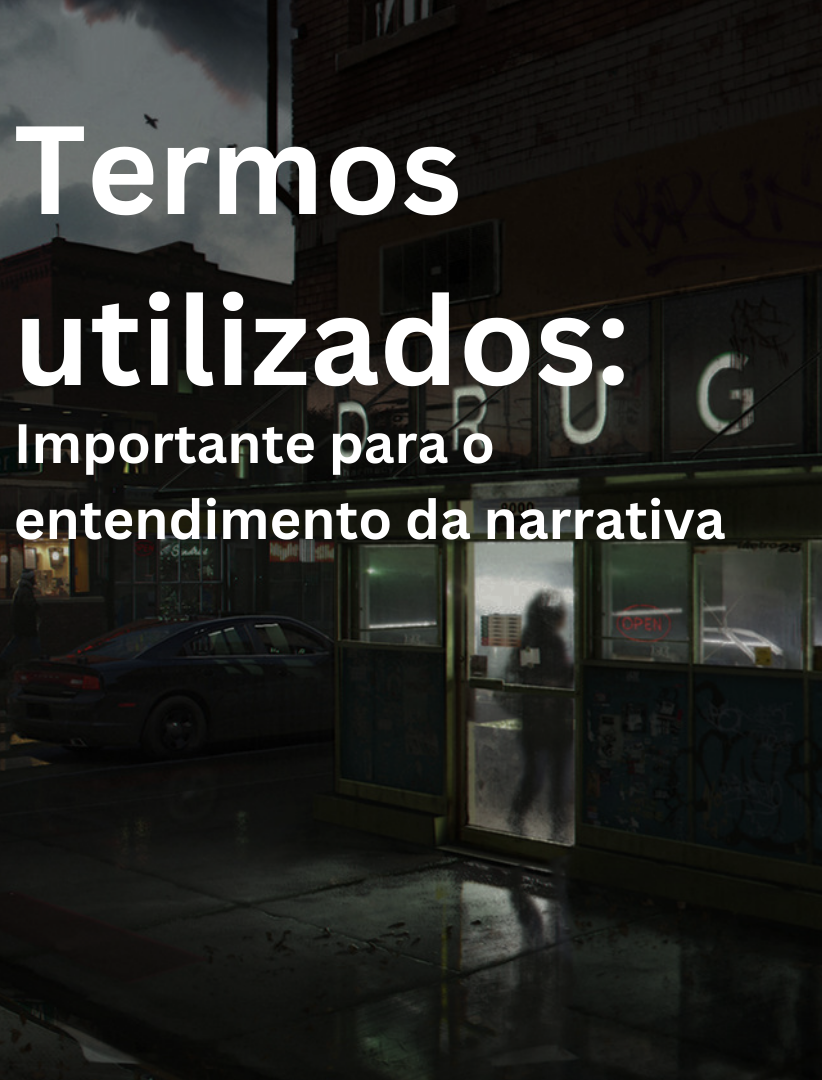 Termos
utilizados:
DRUG
Importante para o
entendimento da narrativa
OPEN